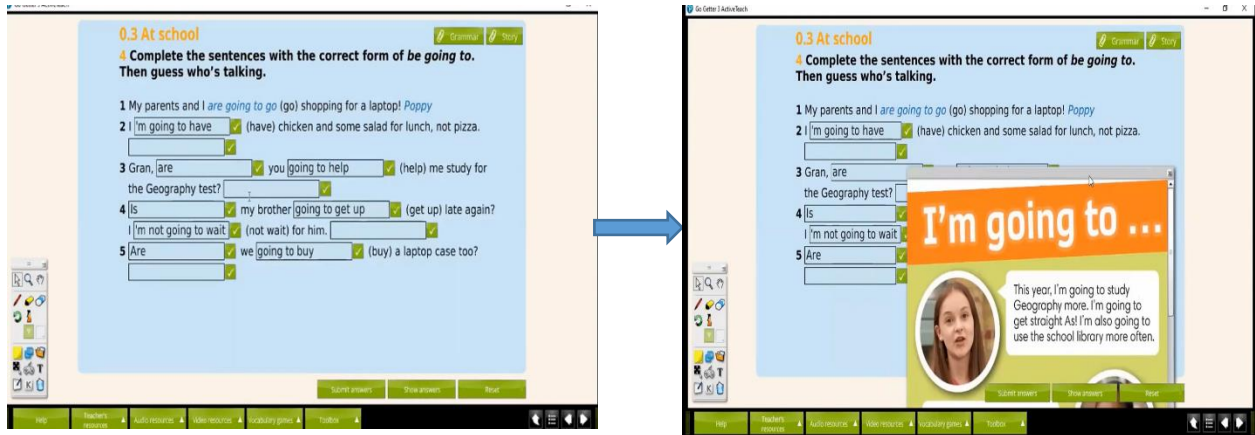 0.3 At school
Grammar
Story
4 Complete the sentences with the correct form of be going to.
Then guess who's talking.
1 My parents and I are going to go (go) shopping for a laptop! Poppy
2 I 'm going to have (have) chicken and some salad for lunch, not pizza.
3 Gran, are you going to help (help) me study for
the Geography test?
4 Is my brother going to get up (get up) late again?
I 'm not going to wait (not wait) for him.
5 Are we going to buy (buy) a laptop case too?
Submit answers
Show answers
Reset
Help
Teacher's resources
Audio resources
Video resources
Vocabulary games
Toolbox
Go Getter 3 ActiveTeach
0.3 At school
Grammar
Story
4 Complete the sentences with the correct form of be going to.
Then guess who's talking.
1 My parents and I are going to go (go) shopping for a laptop! Poppy
2 I 'm going to have (have) chicken and some salad for lunch, not pizza.
3 Gran, are
the Geography test?
4 Is
I 'm not going to wait
5 Are
I'm going to ...
This year, I'm going to study
Geography more. I'm going to
get straight As! I'm also going to
use the school library more often.
Submit answers
Show answers
Reset
Help
Teacher's resources
Audio resources
Video resources
Vocabulary games
Toolbox